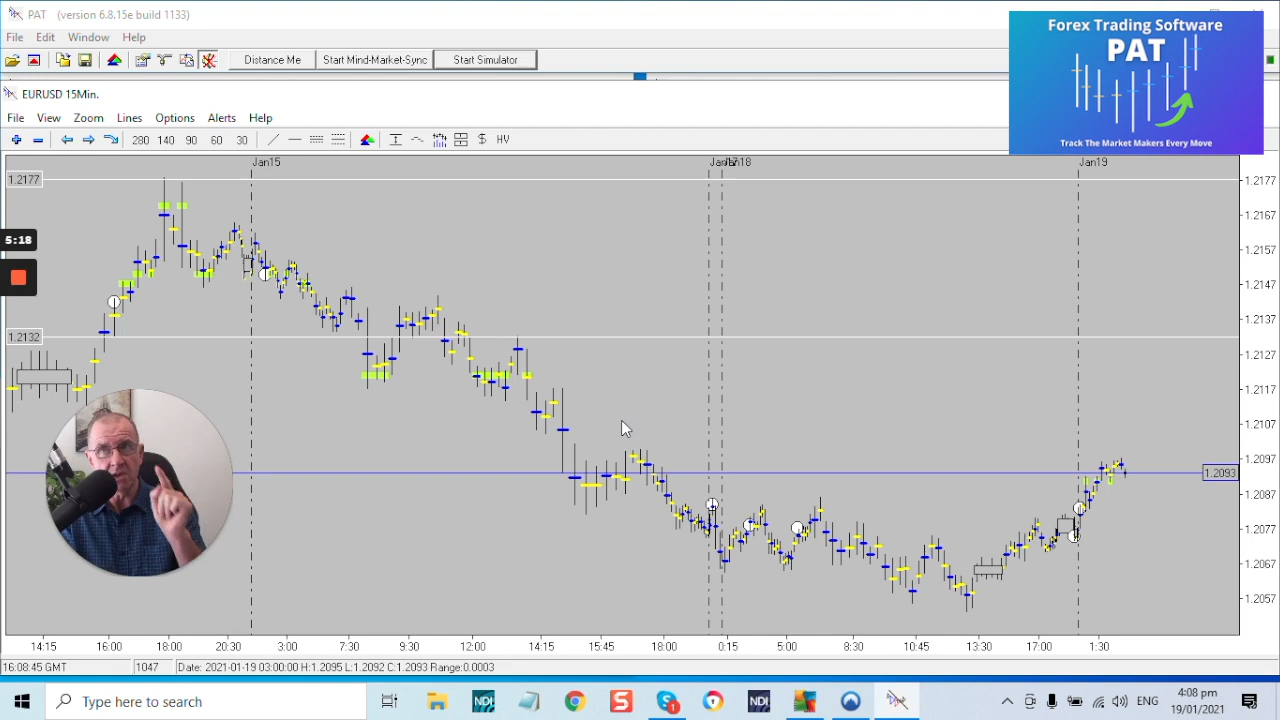 PAT (version 6.8.15e build 1133)
File Edit Window Help
Distance Me Start Mind-Market-Sync Start Simulator
Forex Trading Software
PAT
Track The Market Makers Every Move
EURUSD 15Min.
File View Zoom Lines Options Alerts Help
280 140 90 60 30 $ HV
Jan15 Jan18 Jan19
1.2177
1.2132
5:18
1.2177
1.2167
1.2157
1.2147
1.2137
1.2127
1.2117
1.2107
1.2097
1.2093
1.2087
1.2077
1.2067
1.2057
14:15 16:00 18:00 20:30 3:00 7:30 9:30 12:00 14:15 15:45 18:00 0:15 5:00 8:30 10:45 13:30 17:00 1:30
16:08:45 GMT 1047 Date: 2021-01-19 03:00:00 H:1.2095 L:1.2092 C:1.2093 Range:0.0003
Type here to search
NDI
S
1
NDI
ENG
4:08 pm
19/01/2021